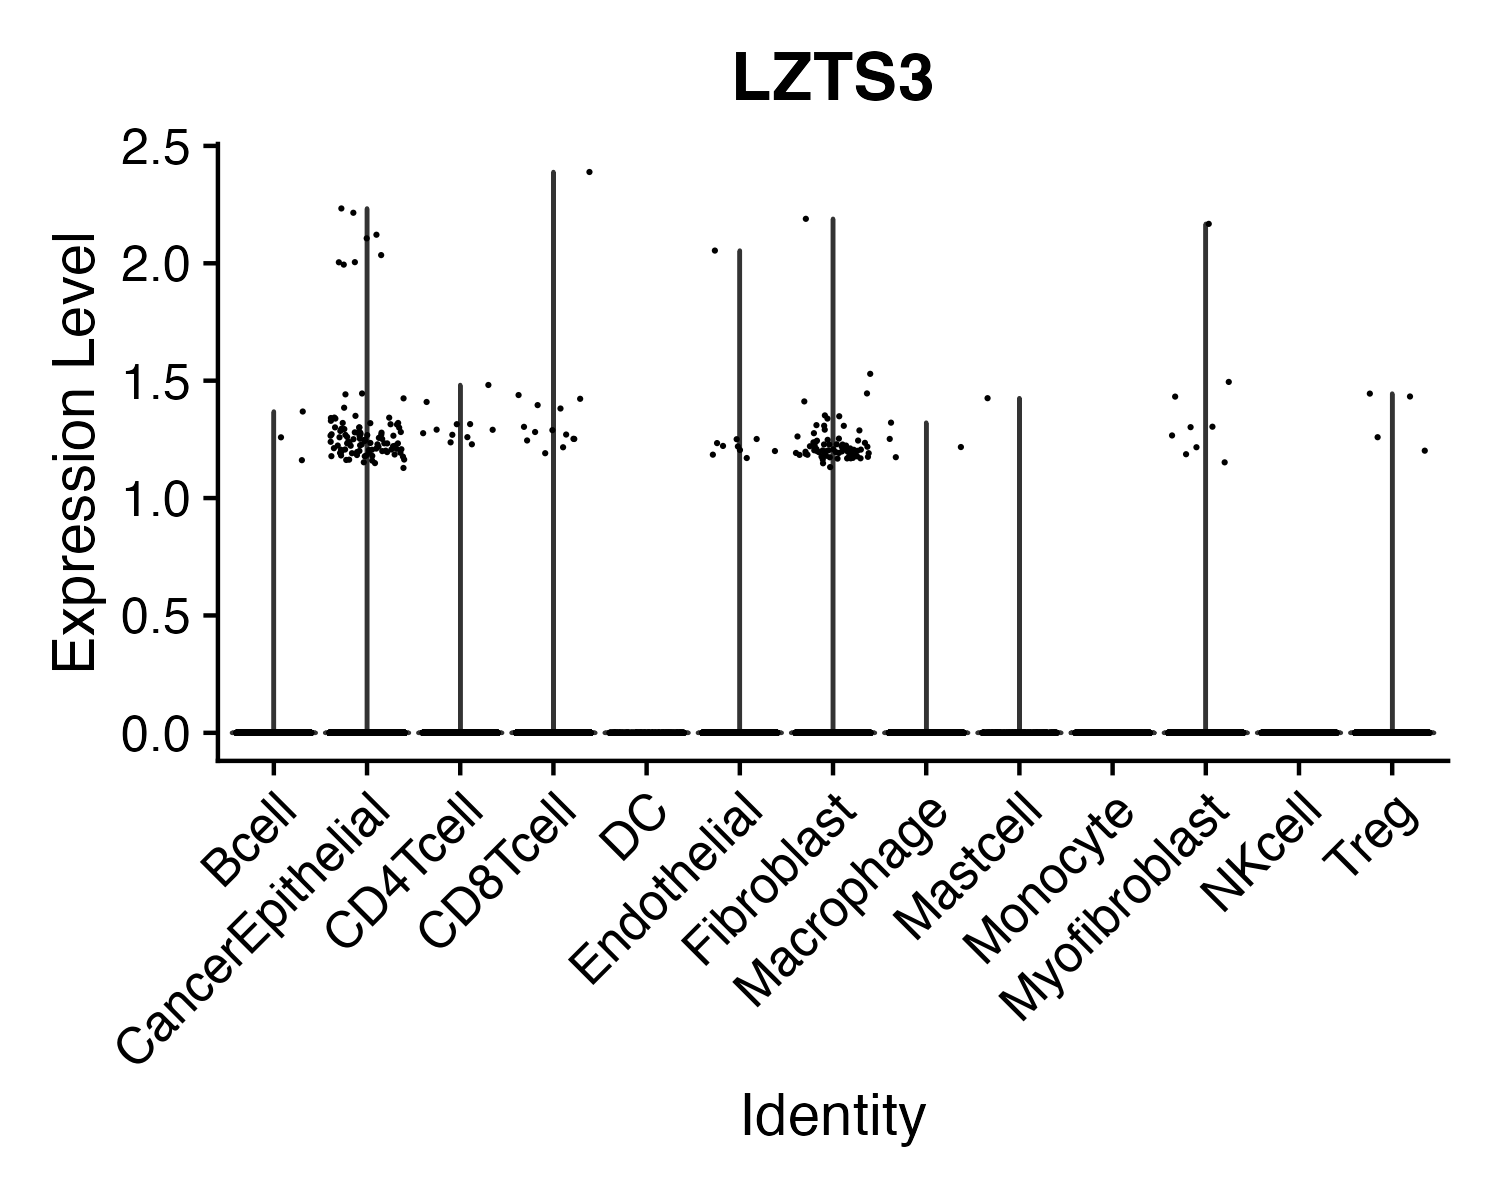 LZTS3
Expression Level
2.5
2.0
1.5
1.0
0.5
0.0
Bcell
CancerEpithelial
CD4Tcell
CD8Tcell
DC
Endothelial
Fibroblast
Macrophage
Mastcell
Monocyte
Myofibroblast
NKcell
Treg
Identity